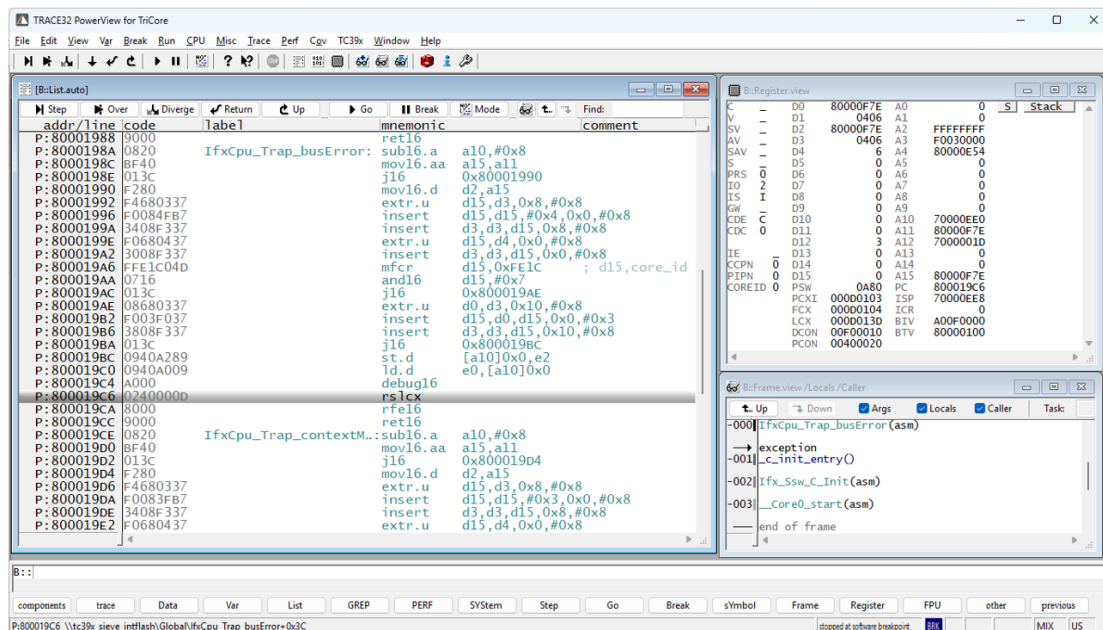 TRACE32 PowerView for TriCore
File Edit View Var Break Run CPU Misc Trace Perf Cov TC39x Window Help
[B::List.auto]
Step Over Diverge Return Up Go Break Mode Find:
addr/line code label mnemonic comment
P:80001988 9000 ret16
P:8000198A 0820 IfxCpu_Trap_busError: sub16.a a10,#0x8
P:8000198C BF40 mov16.aa a15,a11
P:8000198E 013C j16 0x80001990
P:80001990 F280 mov16.d d2,a15
P:80001992 F4680337 extr.u d15,d3,0x8,#0x8
P:80001996 F0084FB7 insert d15,d15,#0x4,0x0,#0x8
P:8000199A 3408F337 insert d3,d3,d15,0x8,#0x8
P:8000199E F0680437 extr.u d15,d4,0x0,#0x8
P:800019A2 3008F337 insert d3,d3,d15,0x0,#0x8
P:800019A6 FFE1C04D mfcr d15,0xFE1C ; d15,core_id
P:800019AA 0716 and16 d15,#0x7
P:800019AC 013C j16 0x800019AE
P:800019AE 08680337 extr.u d0,d3,0x10,#0x8
P:800019B2 F003F037 insert d15,d0,d15,0x0,#0x3
P:800019B6 3808F337 insert d3,d3,d15,0x10,#0x8
P:800019BA 013C j16 0x800019BC
P:800019BC 0940A289 st.d [a10]0x0,e2
P:800019C0 0940A009 ld.d e0,[a10]0x0
P:800019C4 A000 debug16
P:800019C6 0240000D rslcx
P:800019CA 8000 rfe16
P:800019CC 9000 ret16
P:800019CE 0820 IfxCpu_Trap_contextM..:sub16.a a10,#0x8
P:800019D0 BF40 mov16.aa a15,a11
P:800019D2 013C j16 0x800019D4
P:800019D4 F280 mov16.d d2,a15
P:800019D6 F4680337 extr.u d15,d3,0x8,#0x8
P:800019DA F0083FB7 insert d15,d15,#0x3,0x0,#0x8
P:800019DE 3408F337 insert d3,d3,d15,0x8,#0x8
P:800019E2 F0680437 extr.u d15,d4,0x0,#0x8
B::Register.view
C _ D0 80000F7E A0 0 S Stack
V _ D1 0406 A1 0
SV _ D2 80000F7E A2 FFFFFFFF
AV _ D3 0406 A3 F0030000
SAV _ D4 6 A4 80000E54
S _ D5 0 A5 0
PRS 0 D6 0 A6 0
IO 2 D7 0 A7 0
IS I D8 0 A8 0
GW _ D9 0 A9 0
CDE C D10 0 A10 70000EE0
CDC 0 D11 0 A11 80000F7E
D12 3 A12 7000001D
IE _ D13 0 A13 0
CCPN 0 D14 0 A14 0
PIPN 0 D15 0 A15 80000F7E
COREID 0 PSW 0A80 PC 800019C6
PCXI 000D0103 ISP 70000EE8
FCX 000D0104 ICR 0
LCX 000D013D BIV A00F0000
DCON 00F00010 BTV 80000100
PCON 00400020
B::Frame.view /Locals /Caller
Up Down Args Locals Caller Task:
-000 IfxCpu_Trap_busError(asm)
exception
-001 _c_init_entry()
-002 Ifx_Ssw_C_Init(asm)
-003 __Core0_start(asm)
end of frame
B::
components trace Data Var List GREP PERF SYStem Step Go Break sYmbol Frame Register FPU other previous
P:800019C6 \\tc39x_sieve_intflash\Global\IfxCpu_Trap_busError+0x3C stopped at software breakpoint BRK MIX US